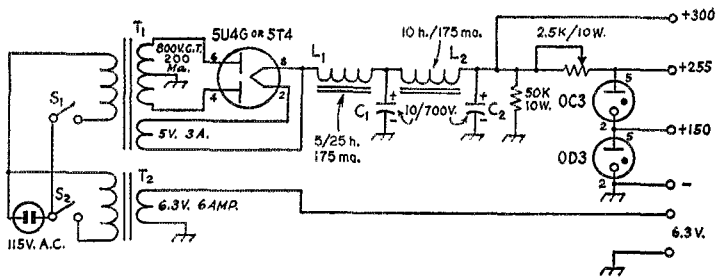 T1
800V.C.T.
200
Ma.
5U4G OR 5T4
6
4
8
2
5V. 3A.
S1
S2
115V. A.C.
T2
6.3V. 6AMP.
L1
5/25 h.
175 ma.
10 h./175 ma.
L2
+
C1
-
10/700V.
+
C2
-
50K
10W.
2.5K/10W.
5
OC3
2
5
OD3
2
+300
+255
+150
-
6.3V.